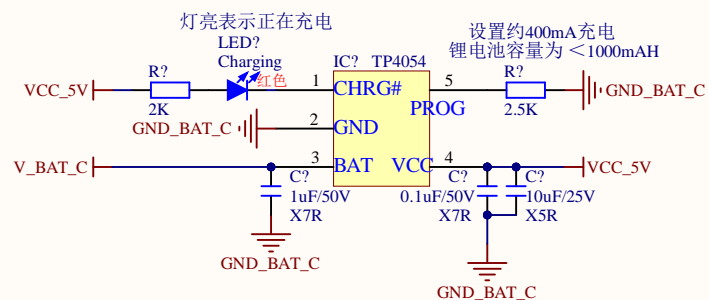 灯亮表示正在充电
LED?
Charging
红色
R?
VCC_5V
2K
IC? TP4054
1
CHRG#
5
PROG
设置约400mA充电
锂电池容量为 ＜1000mAH
R?
2.5K
GND_BAT_C
GND_BAT_C
2
GND
V_BAT_C
3
BAT
VCC
4
VCC_5V
C?
1uF/50V
X7R
GND_BAT_C
C?
0.1uF/50V
X7R
C?
10uF/25V
X5R
GND_BAT_C